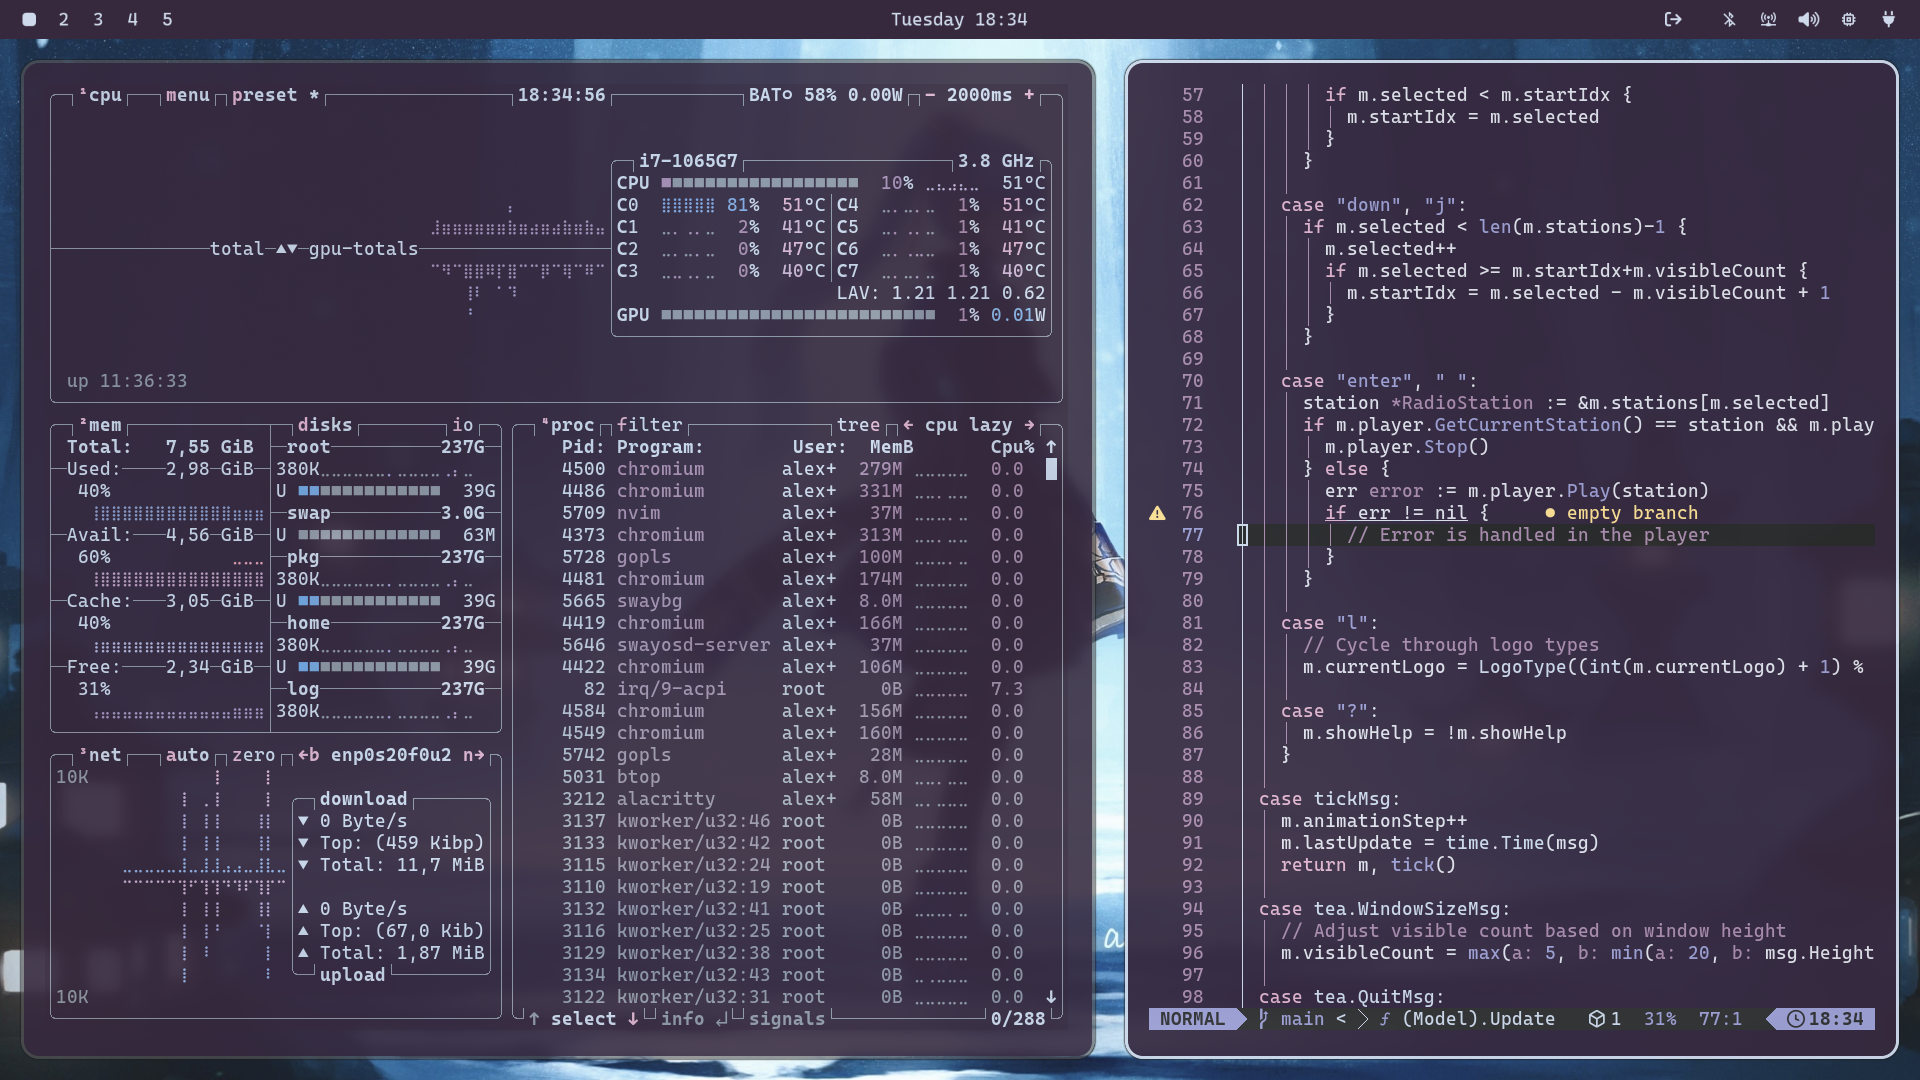 2 3 4 5
Tuesday 18:34
¹cpu menu preset * 18:34:56 BAT 58% 0.00W - 2000ms +
i7-1065G7 3.8 GHz
CPU 10% 51°C
C0 81% 51°C C4 1% 51°C
C1 2% 41°C C5 1% 41°C
total ▲▼ gpu-totals
C2 0% 47°C C6 1% 47°C
C3 0% 40°C C7 1% 40°C
LAV: 1.21 1.21 0.62
GPU 1% 0.01W
up 11:36:33
²mem
Total: 7,55 GiB
Used: 2,98 GiB
40%
Avail: 4,56 GiB
60%
Cache: 3,05 GiB
40%
Free: 2,34 GiB
31%
disks io
root 237G
380K
U 39G
swap 3.0G
U 63M
pkg 237G
380K
U 39G
home 237G
380K
U 39G
log 237G
380K
³net auto zero ←b enp0s20f0u2 n→
10K
download
▼ 0 Byte/s
▼ Top: (459 Kibp)
▼ Total: 11,7 MiB
▲ 0 Byte/s
▲ Top: (67,0 Kib)
▲ Total: 1,87 MiB
upload
10K
⁴proc filter tree ← cpu lazy →
Pid: Program: User: MemB Cpu% ↑
4500 chromium alex+ 279M 0.0
4486 chromium alex+ 331M 0.0
5709 nvim alex+ 37M 0.0
4373 chromium alex+ 313M 0.0
5728 gopls alex+ 100M 0.0
4481 chromium alex+ 174M 0.0
5665 swaybg alex+ 8.0M 0.0
4419 chromium alex+ 166M 0.0
5646 swayosd-server alex+ 37M 0.0
4422 chromium alex+ 106M 0.0
82 irq/9-acpi root 0B 7.3
4584 chromium alex+ 156M 0.0
4549 chromium alex+ 160M 0.0
5742 gopls alex+ 28M 0.0
5031 btop alex+ 8.0M 0.0
3212 alacritty alex+ 58M 0.0
3137 kworker/u32:46 root 0B 0.0
3133 kworker/u32:42 root 0B 0.0
3115 kworker/u32:24 root 0B 0.0
3110 kworker/u32:19 root 0B 0.0
3132 kworker/u32:41 root 0B 0.0
3116 kworker/u32:25 root 0B 0.0
3129 kworker/u32:38 root 0B 0.0
3134 kworker/u32:43 root 0B 0.0
3122 kworker/u32:31 root 0B 0.0 ↓
↑ select ↓ info ↵ signals 0/288
a
57 if m.selected < m.startIdx {
58 m.startIdx = m.selected
59 }
60 }
61
62 case "down", "j":
63 if m.selected < len(m.stations)-1 {
64 m.selected++
65 if m.selected >= m.startIdx+m.visibleCount {
66 m.startIdx = m.selected - m.visibleCount + 1
67 }
68 }
69
70 case "enter", " ":
71 station *RadioStation := &m.stations[m.selected]
72 if m.player.GetCurrentStation() == station && m.play
73 m.player.Stop()
74 } else {
75 err error := m.player.Play(station)
76 if err != nil { ● empty branch
77 // Error is handled in the player
78 }
79 }
80
81 case "l":
82 // Cycle through logo types
83 m.currentLogo = LogoType((int(m.currentLogo) + 1) %
84
85 case "?":
86 m.showHelp = !m.showHelp
87 }
88
89 case tickMsg:
90 m.animationStep++
91 m.lastUpdate = time.Time(msg)
92 return m, tick()
93
94 case tea.WindowSizeMsg:
95 // Adjust visible count based on window height
96 m.visibleCount = max(a: 5, b: min(a: 20, b: msg.Height
97
98 case tea.QuitMsg:
NORMAL main < > ƒ (Model).Update 1 31% 77:1 18:34